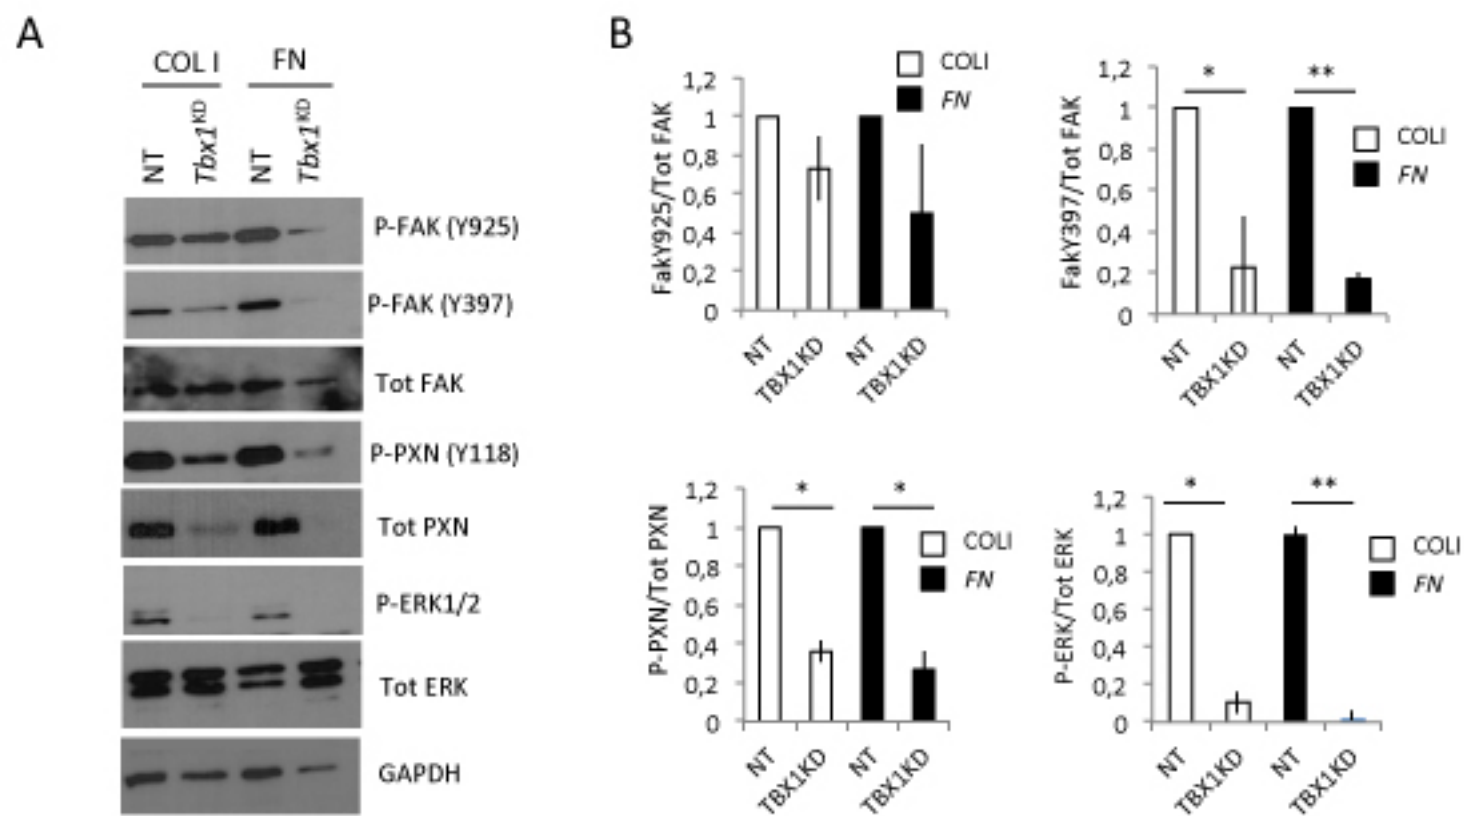 A
COL I FN
NT Tbx1KD NT Tbx1KD
P-FAK (Y925)
P-FAK (Y397)
Tot FAK
P-PXN (Y118)
Tot PXN
P-ERK1/2
Tot ERK
GAPDH
B
FakY925/Tot FAK
1,2
1
0,8
0,6
0,4
0,2
0
COLI
FN
NT TBX1KD NT TBX1KD
FakY397/Tot FAK
1,2
1
0,8
0,6
0,4
0,2
0
* **
COLI
FN
NT TBX1KD NT TBX1KD
P-PXN/Tot PXN
1,2
1
0,8
0,6
0,4
0,2
0
* *
COLI
FN
NT TBX1KD NT TBX1KD
P-ERK/Tot ERK
1,2
1
0,8
0,6
0,4
0,2
0
* **
COLI
FN
NT TBX1KD NT TBX1KD